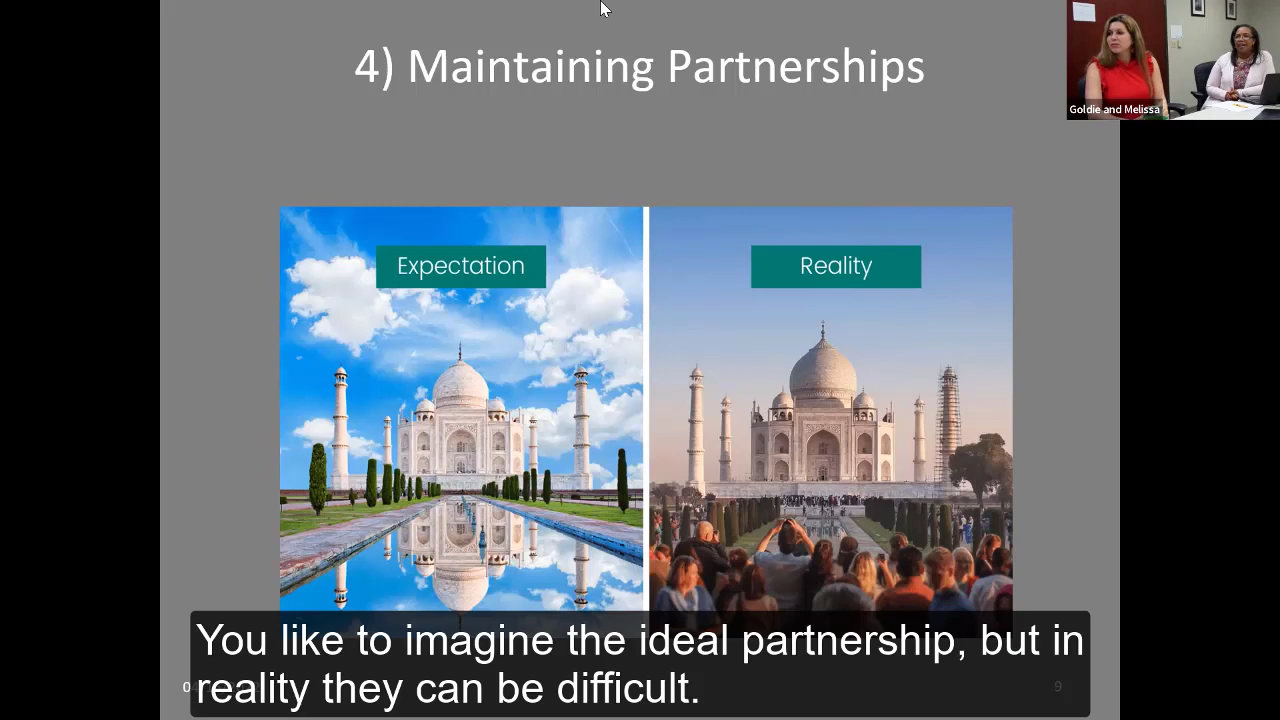 4) Maintaining Partnerships
Goldie and Melissa
Expectation
Reality
You like to imagine the ideal partnership, but in
reality they can be difficult.
9